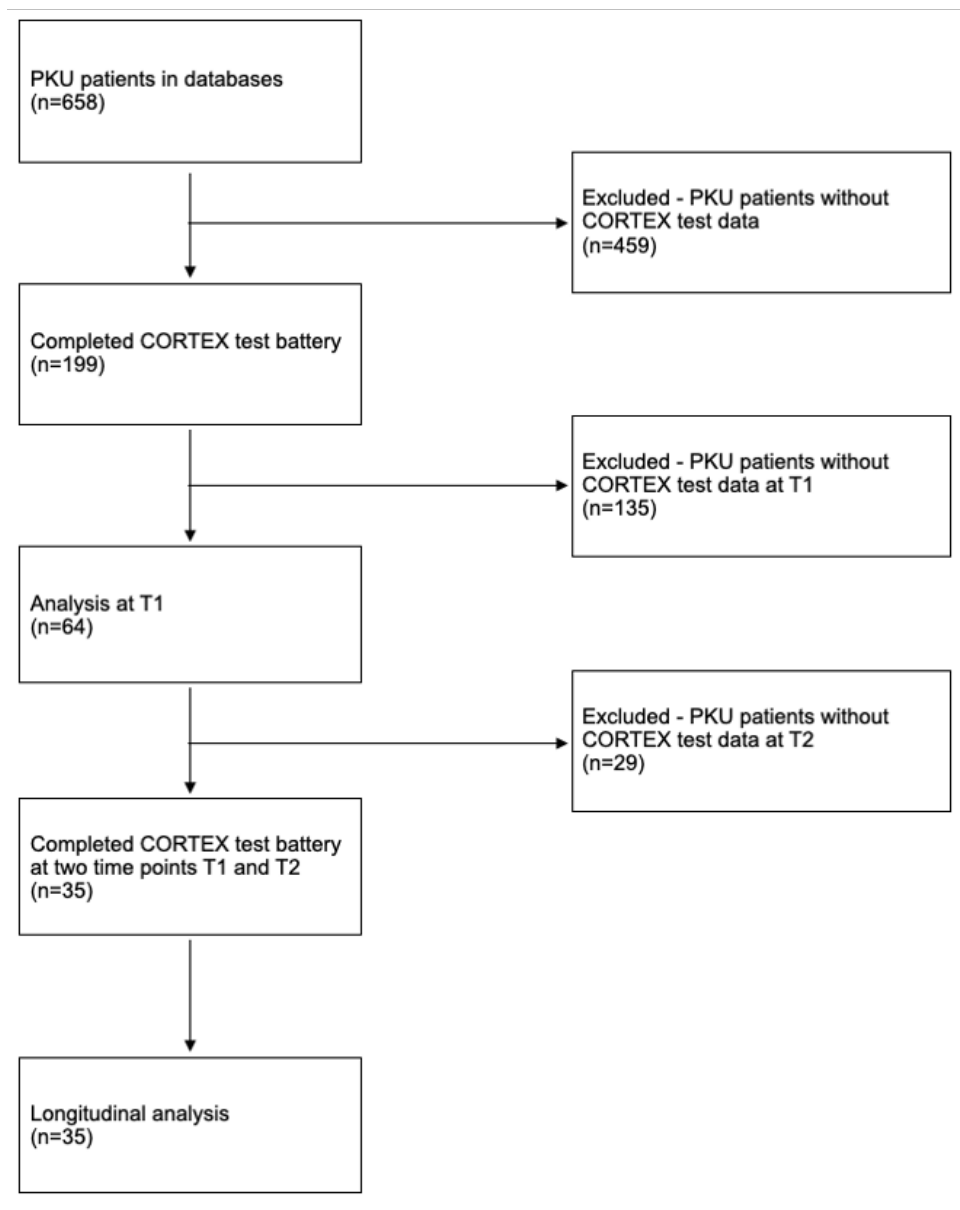 PKU patients in databases
(n=658)
Excluded - PKU patients without
CORTEX test data
(n=459)
Completed CORTEX test battery
(n=199)
Excluded - PKU patients without
CORTEX test data at T1
(n=135)
Analysis at T1
(n=64)
Excluded - PKU patients without
CORTEX test data at T2
(n=29)
Completed CORTEX test battery
at two time points T1 and T2
(n=35)
Longitudinal analysis
(n=35)